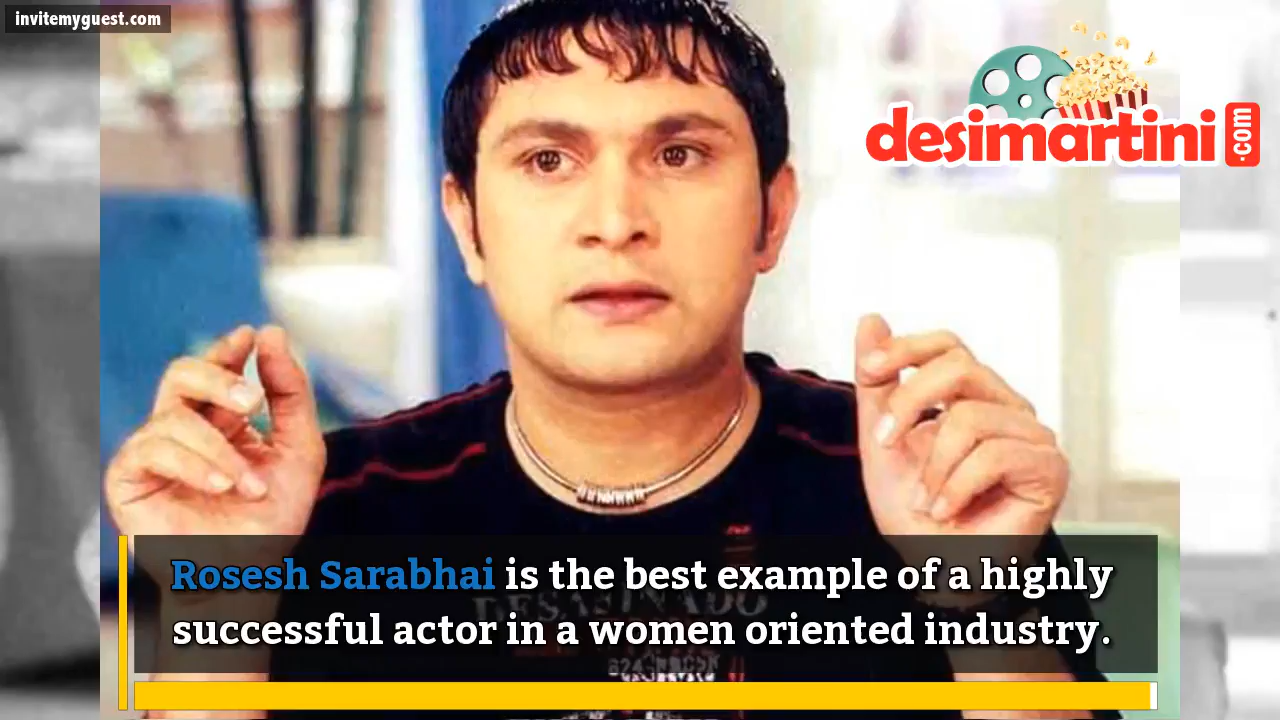 invitemyguest.com
desimartini.com
Rosesh Sarabhai is the best example of a highly
successful actor in a women oriented industry.